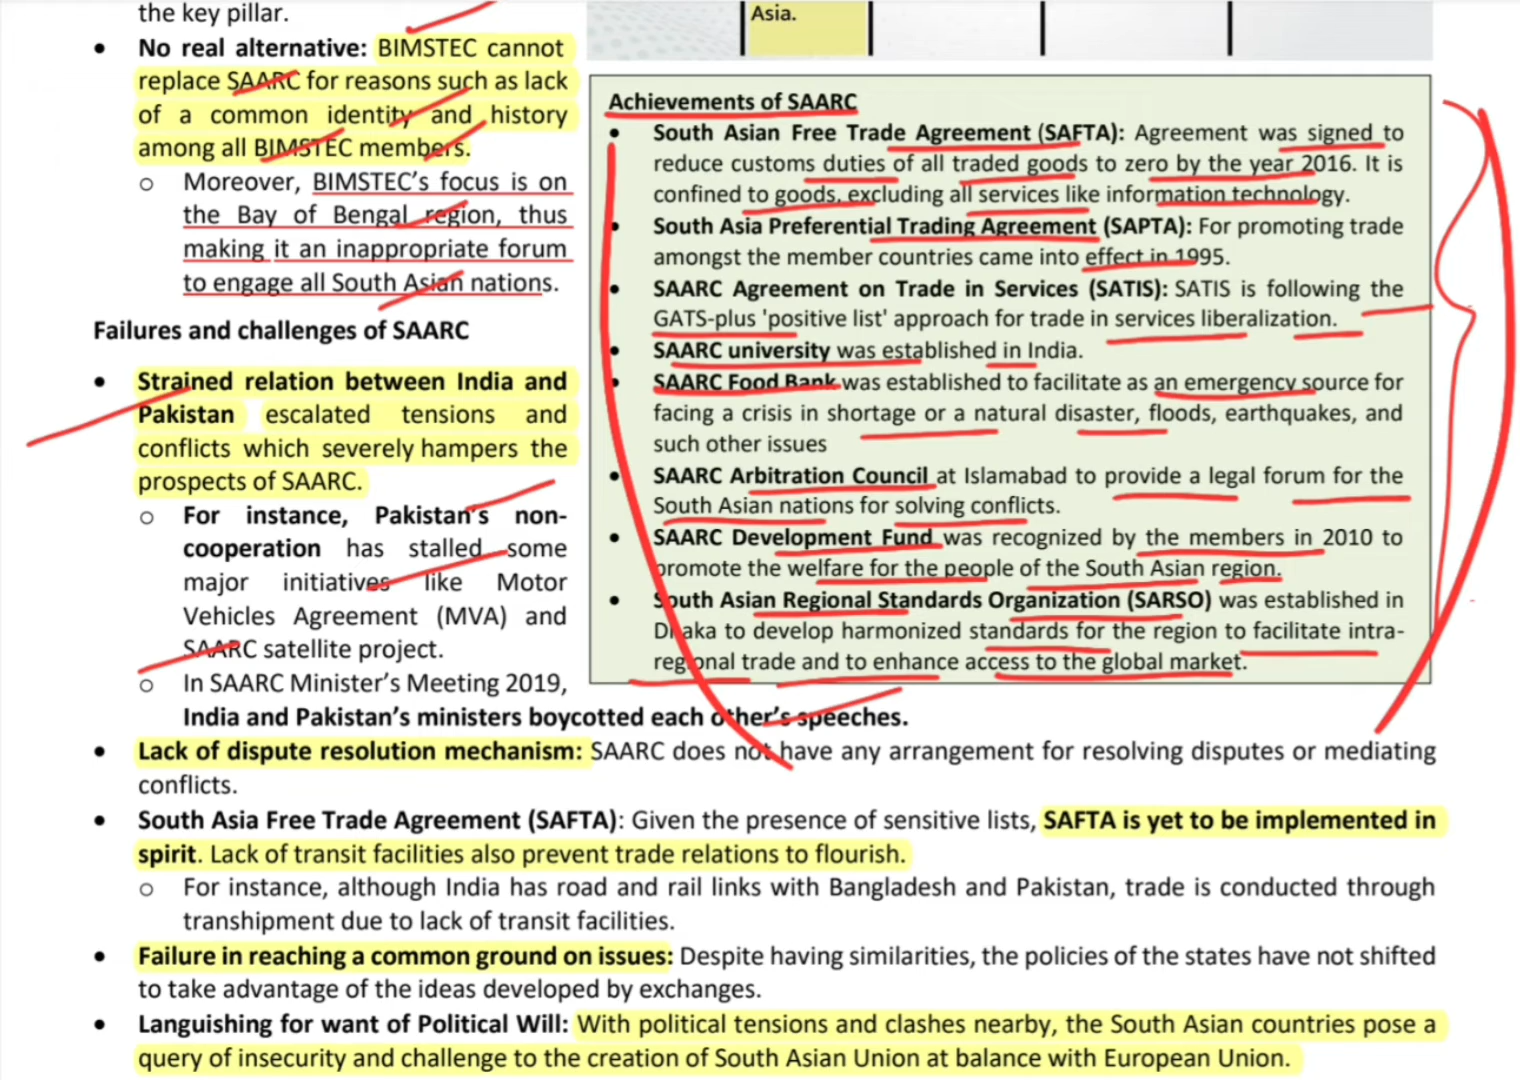 the key pillar.
• No real alternative: BIMSTEC cannot
replace SAARC for reasons such as lack
of a common identity and history
among all BIMSTEC members.
o Moreover, BIMSTEC's focus is on
the Bay of Bengal region, thus
making it an inappropriate forum
to engage all South Asian nations.
Failures and challenges of SAARC
• Strained relation between India and
Pakistan escalated tensions and
conflicts which severely hampers the
prospects of SAARC.
o For instance, Pakistan's non-
cooperation has stalled some
major initiatives like Motor
Vehicles Agreement (MVA) and
SAARC satellite project.
o In SAARC Minister's Meeting 2019,
India and Pakistan's ministers boycotted each other's speeches.
Asia.
Achievements of SAARC
• South Asian Free Trade Agreement (SAFTA): Agreement was signed to
reduce customs duties of all traded goods to zero by the year 2016. It is
confined to goods, excluding all services like information technology.
• South Asia Preferential Trading Agreement (SAPTA): For promoting trade
amongst the member countries came into effect in 1995.
• SAARC Agreement on Trade in Services (SATIS): SATIS is following the
GATS-plus 'positive list' approach for trade in services liberalization.
• SAARC university was established in India.
• SAARC Food Bank was established to facilitate as an emergency source for
facing a crisis in shortage or a natural disaster, floods, earthquakes, and
such other issues
• SAARC Arbitration Council at Islamabad to provide a legal forum for the
South Asian nations for solving conflicts.
• SAARC Development Fund was recognized by the members in 2010 to
promote the welfare for the people of the South Asian region.
• South Asian Regional Standards Organization (SARSO) was established in
Dhaka to develop harmonized standards for the region to facilitate intra-
regional trade and to enhance access to the global market.
• Lack of dispute resolution mechanism: SAARC does not have any arrangement for resolving disputes or mediating
conflicts.
• South Asia Free Trade Agreement (SAFTA): Given the presence of sensitive lists, SAFTA is yet to be implemented in
spirit. Lack of transit facilities also prevent trade relations to flourish.
o For instance, although India has road and rail links with Bangladesh and Pakistan, trade is conducted through
transhipment due to lack of transit facilities.
• Failure in reaching a common ground on issues: Despite having similarities, the policies of the states have not shifted
to take advantage of the ideas developed by exchanges.
• Languishing for want of Political Will: With political tensions and clashes nearby, the South Asian countries pose a
query of insecurity and challenge to the creation of South Asian Union at balance with European Union.